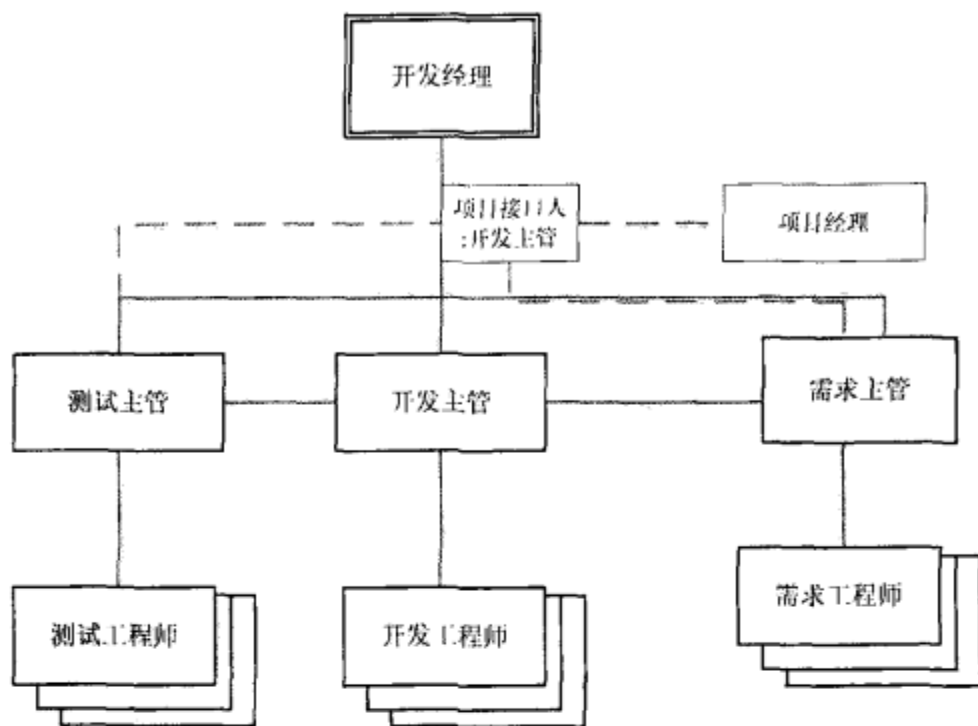 开发经理
项目接口人
:开发主管
项目经理
测试主管
开发主管
需求主管
测试工程师
开发工程师
需求工程师